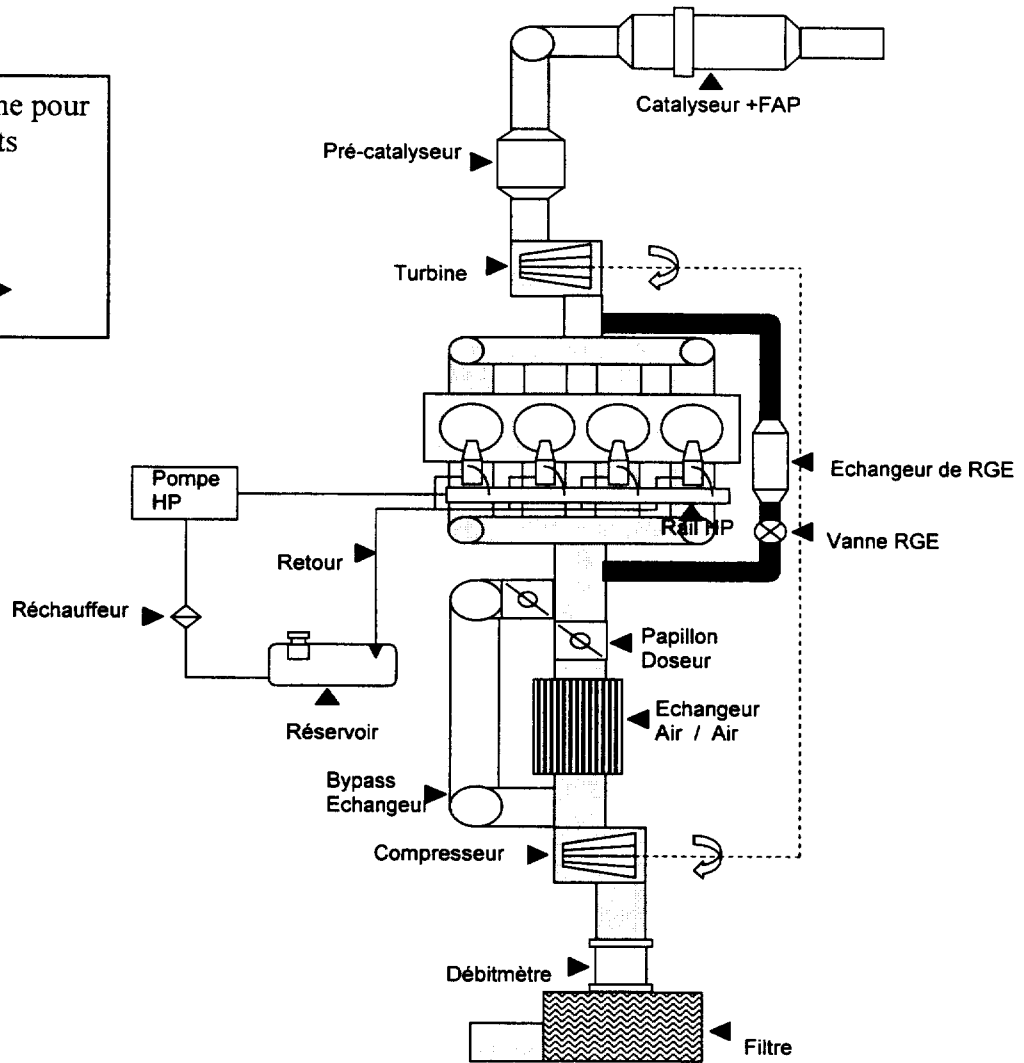 ne pour
ts
Catalyseur +FAP
Pré-catalyseur
Turbine
Echangeur de RGE
Pompe
HP
Rail HP
Vanne RGE
Retour
Réchauffeur
Papillon
Doseur
Réservoir
Echangeur
Air / Air
Bypass
Echangeur
Compresseur
Débitmètre
Filtre